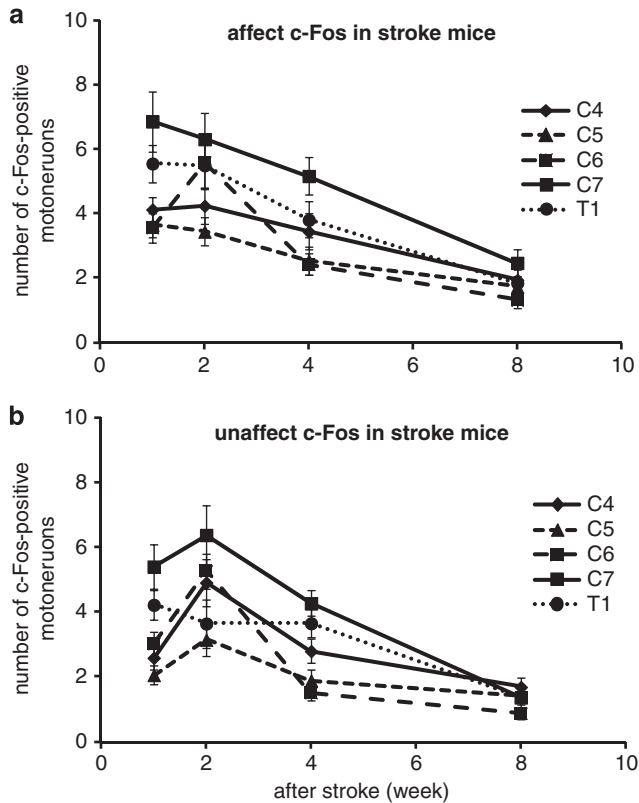 a
affect c-Fos in stroke mice
number of c-Fos-positive
motoneruons
10
8
6
4
2
0
C4
C5
C6
C7
T1
0 2 4 6 8 10
b
unaffect c-Fos in stroke mice
number of c-Fos-positive
motoneruons
10
8
6
4
2
0
C4
C5
C6
C7
T1
0 2 4 6 8 10
after stroke (week)